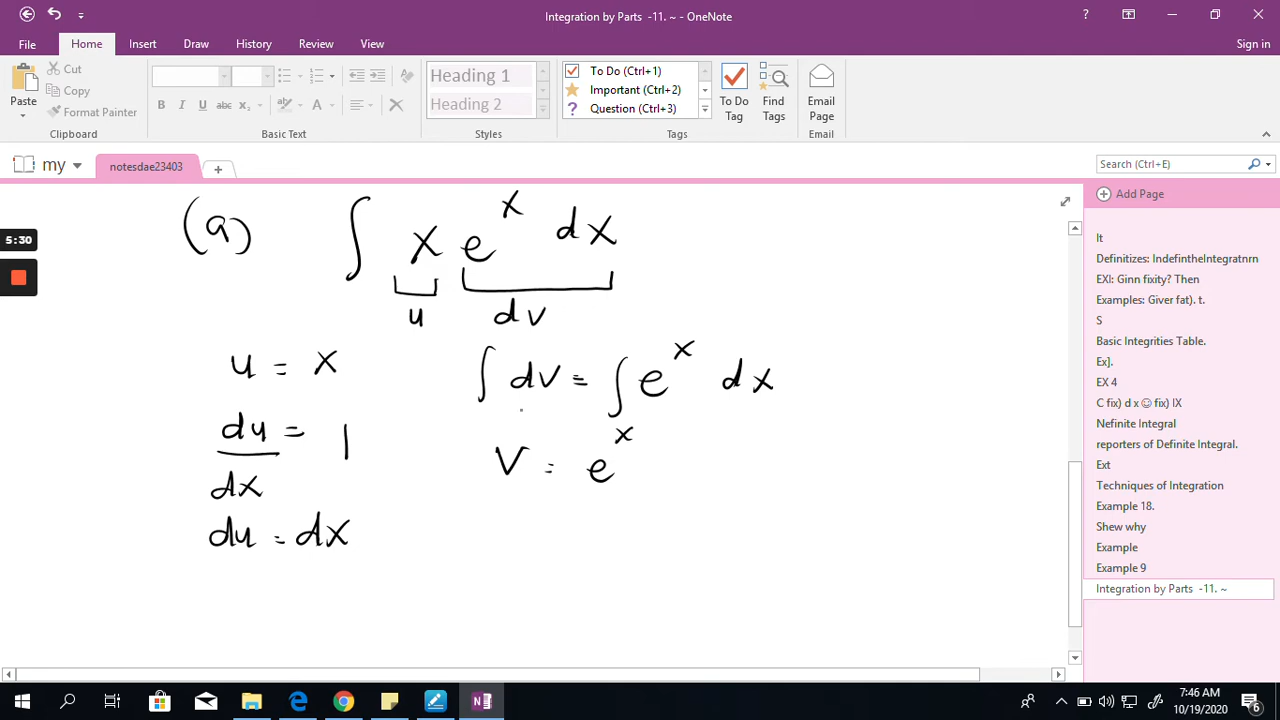 Integration by Parts -11. ~ - OneNote
File Home Insert Draw History Review View Sign in
Paste Cut Copy Format Painter
Heading 1
Heading 2
To Do (Ctrl+1)
Important (Ctrl+2)
Question (Ctrl+3)
To Do Tag
Find Tags
Email Page
Clipboard Basic Text Styles Tags Email
my notesdae23403 Search (Ctrl+E)
Add Page
5:30
(a) ∫ x e^x dx
u dv
u = x
du/dx = 1
du = dx
∫ dv = ∫ e^x dx
v = e^x
It
Definitizes: IndefintheIntegratnrn
EXI: Ginn fixity? Then
Examples: Giver fat). t.
S
Basic Integrities Table.
Ex].
EX 4
C fix) d x ☺ fix) IX
Nefinite Integral
reporters of Definite Integral.
Ext
Techniques of Integration
Example 18.
Shew why
Example
Example 9
Integration by Parts -11. ~
7:46 AM
10/19/2020
6